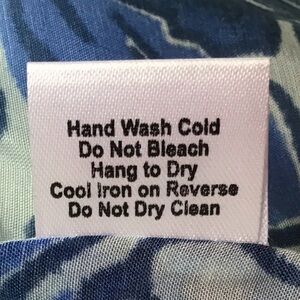 Hand Wash Cold
Do Not Bleach
Hang to Dry
Cool Iron on Reverse
Do Not Dry Clean